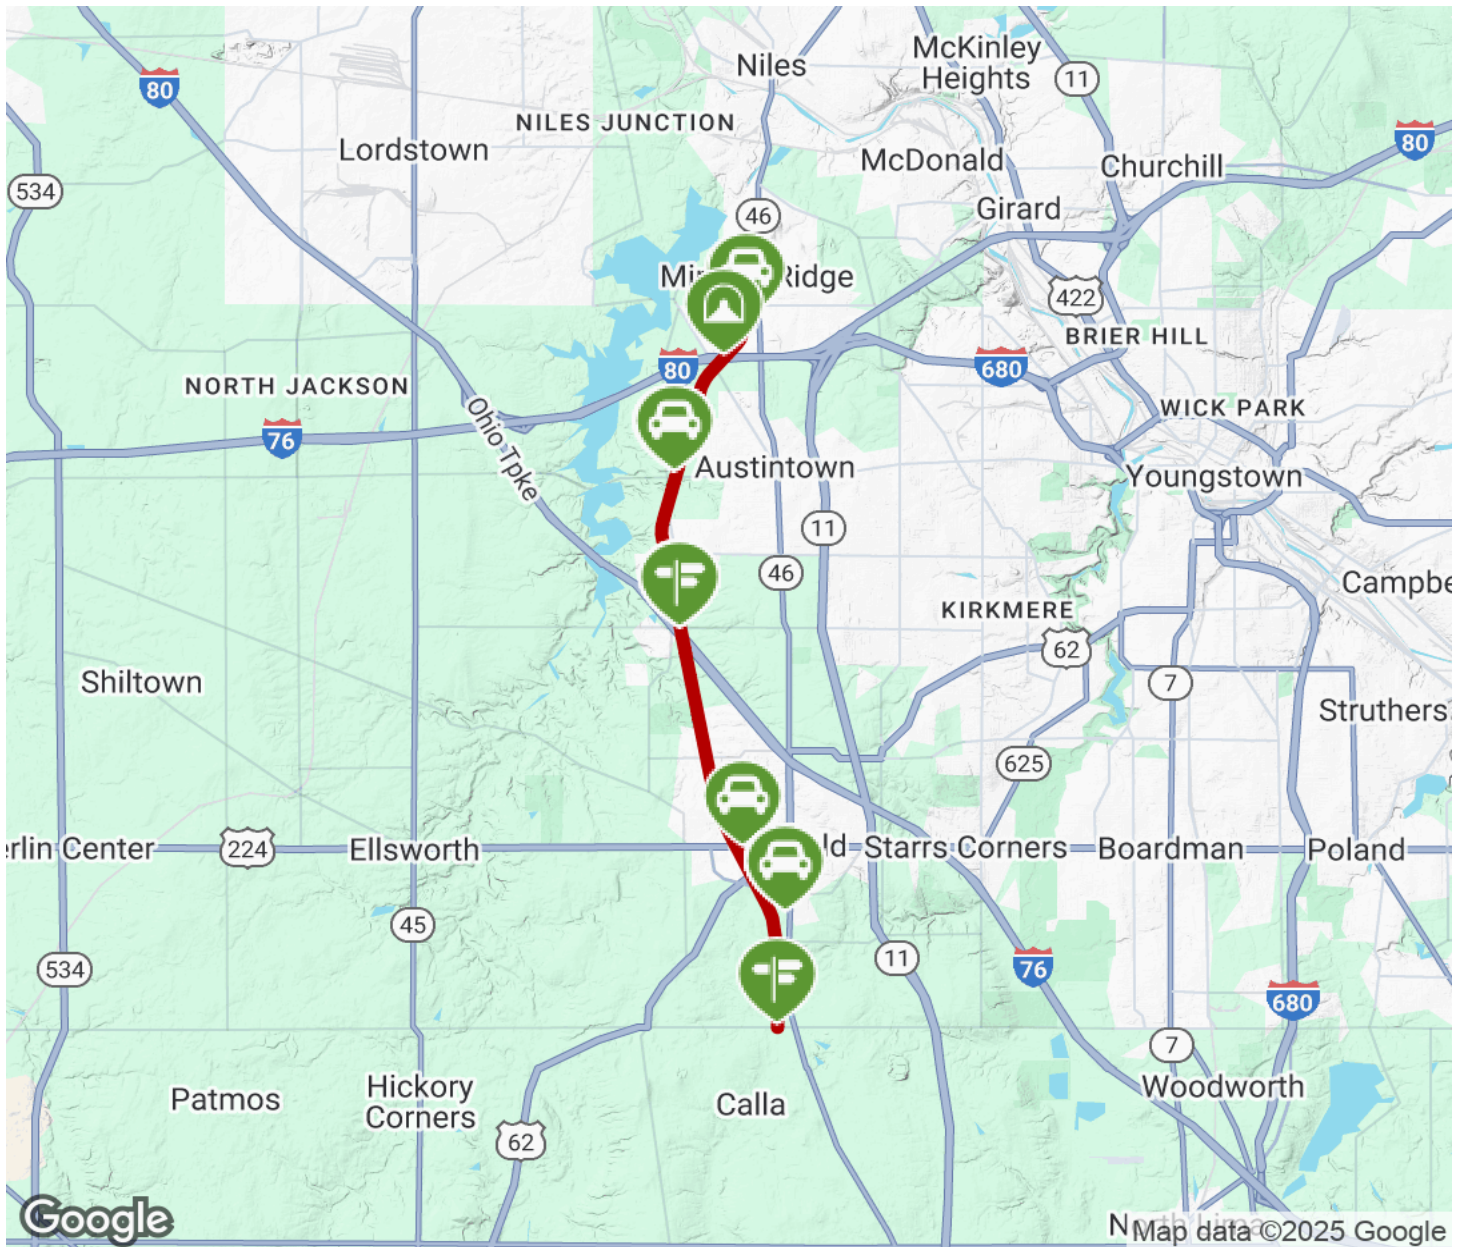 McKinley
Heights
Niles
11
80
NILES JUNCTION
80
Lordstown
McDonald
Churchill
534
Girard
46
Ridge
422
BRIER HILL
80
680
NORTH JACKSON
Ohio Tpke
WICK PARK
76
Austintown
Youngstown
11
46
Campbe
KIRKMERE
62
Shiltown
7
Struthers
625
erlin Center
224
Ellsworth
ld
Starrs Corners
Boardman
Poland
45
534
11
76
680
7
Woodworth
Hickory
Corners
Patmos
Calla
62
Google
Map data ©2025 Google